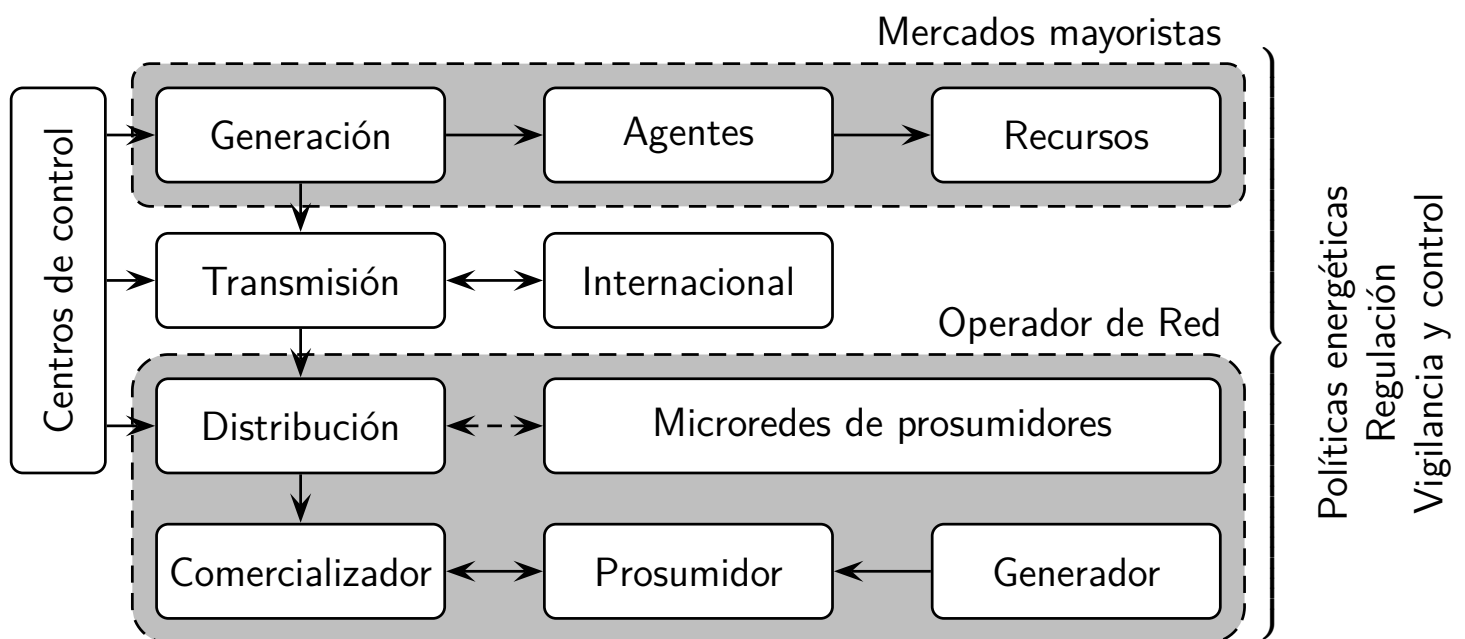 Mercados mayoristas
Centros de control
Generación
Agentes
Recursos
Transmisión
Internacional
Operador de Red
Distribución
Microredes de prosumidores
Comercializador
Prosumidor
Generador
Políticas energéticas
Regulación
Vigilancia y control